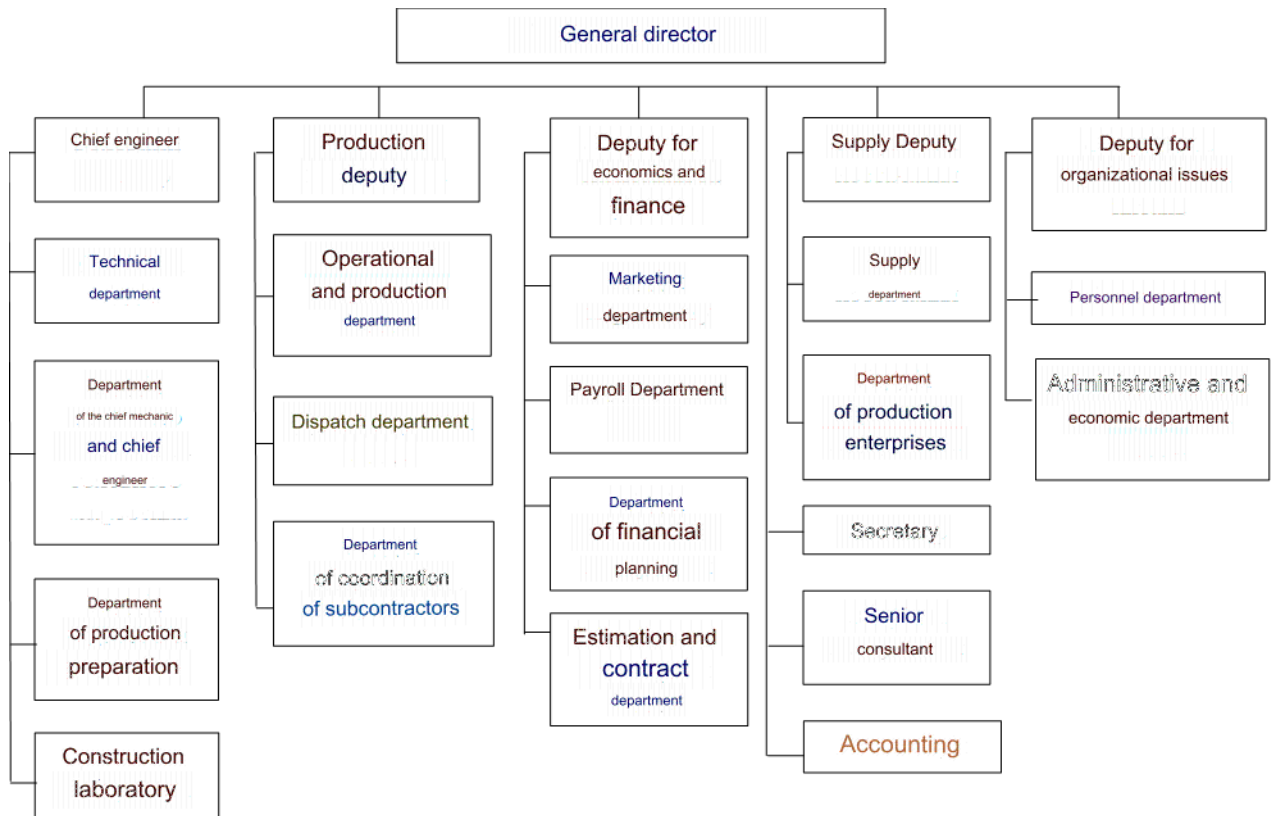 General director
Chief engineer
Technical
department
Department
of the chief mechanic
and chief
engineer
Department
of production
preparation
Construction
laboratory
Production
deputy
Operational
and production
department
Dispatch department
Department
of coordination
of subcontractors
Deputy for
economics and
finance
Marketing
department
Payroll Department
Department
of financial
planning
Estimation and
contract
department
Supply Deputy
Supply
department
Department
of production
enterprises
Secretary
Senior
consultant
Accounting
Deputy for
organizational issues
Personnel department
Administrative and
economic department